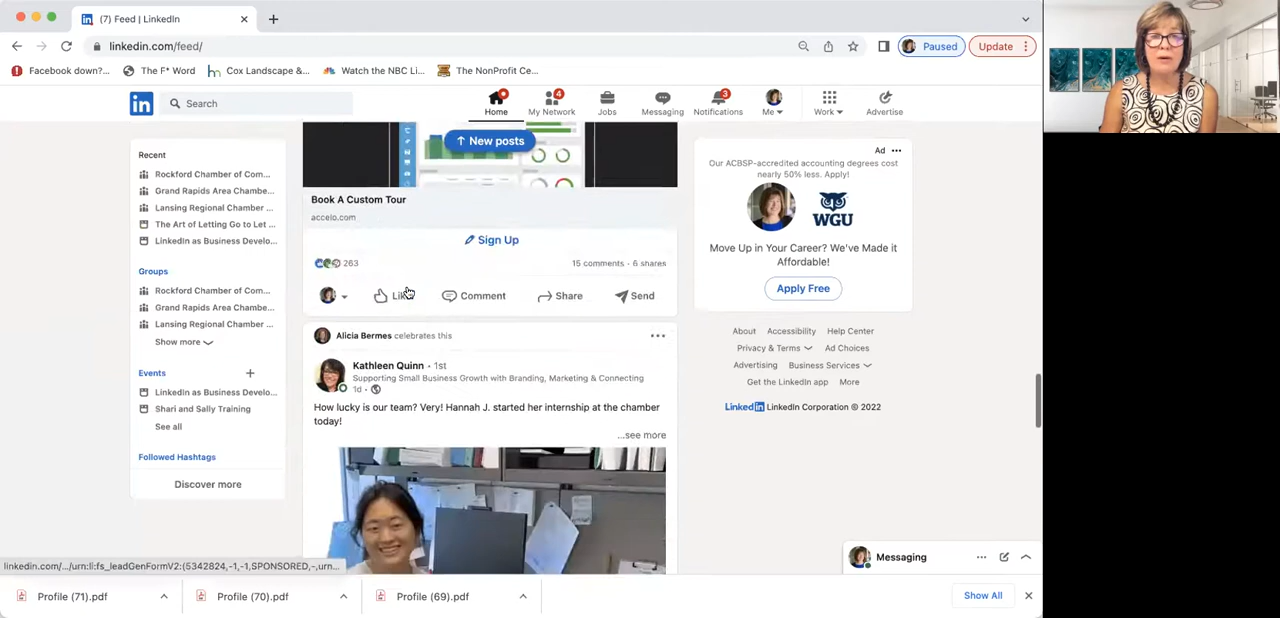 (7) Feed | LinkedIn
linkedin.com/feed/
Paused
Update
Facebook down?...
The F* Word
Cox Landscape &...
Watch the NBC Li...
The NonProfit Ce...
in
Search
Home
4
My Network
Jobs
Messaging
3
Notifications
Me
Work
Advertise
Recent
Rockford Chamber of Com...
Grand Rapids Area Chambe...
Lansing Regional Chamber ...
The Art of Letting Go to Let ...
LinkedIn as Business Develo...
Groups
Rockford Chamber of Com...
Grand Rapids Area Chambe...
Lansing Regional Chamber ...
Show more
Events
LinkedIn as Business Develo...
Shari and Sally Training
See all
Followed Hashtags
Discover more
New posts
Book A Custom Tour
accelo.com
Sign Up
263
15 comments · 6 shares
Like
Comment
Share
Send
Alicia Bermes celebrates this
Kathleen Quinn · 1st
Supporting Small Business Growth with Branding, Marketing & Connecting
1d ·
How lucky is our team? Very! Hannah J. started her internship at the chamber
today!
...see more
Ad
Our ACBSP-accredited accounting degrees cost
nearly 50% less. Apply!
WGU
Move Up in Your Career? We've Made it
Affordable!
Apply Free
About Accessibility Help Center
Privacy & Terms Ad Choices
Advertising Business Services
Get the LinkedIn app More
LinkedIn LinkedIn Corporation © 2022
Messaging
linkedin.com/.../urn:li:fs_leadGenFormV2:(5342824,-1,-1,SPONSORED,-,urn...
Profile (71).pdf
Profile (70).pdf
Profile (69).pdf
Show All